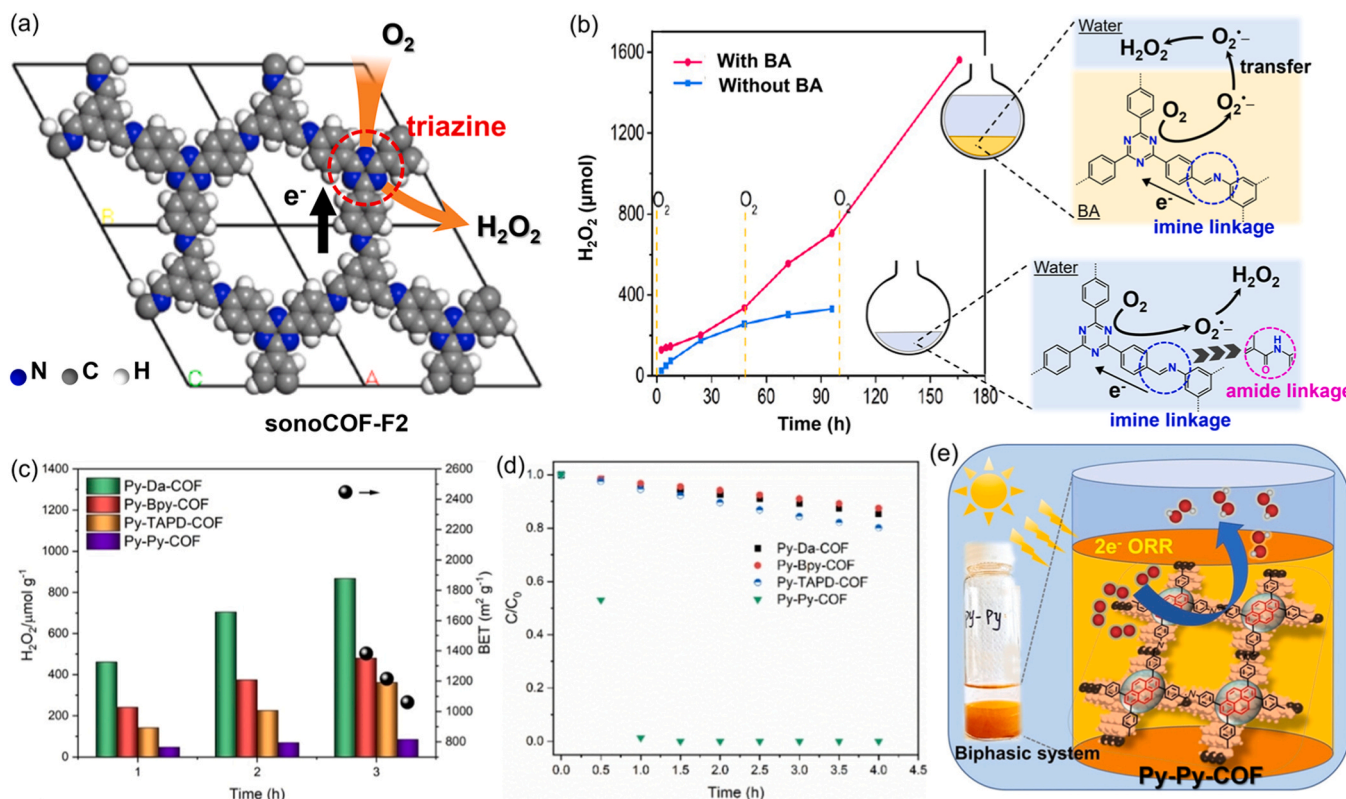 (a)
O2
triazine
e-
H2O2
B
C
A
N
C
H
sonoCOF-F2
(b)
1600
1200
800
400
0
H2O2 (μmol)
With BA
Without BA
O2
O2
O2
0
30
60
90
120
150
180
Time (h)
Water
H2O2
O2•−
transfer
O2
O2•−
e-
N
N
N
N
imine linkage
BA
Water
H2O2
O2
O2•−
N
N
N
N
H
N
O
e-
amide linkage
imine linkage
(c)
1400
1300
1200
1100
1000
900
800
700
600
500
400
300
200
100
0
H2O2/μmol g-1
Py-Da-COF
Py-Bpy-COF
Py-TAPD-COF
Py-Py-COF
2600
2400
2200
2000
1800
1600
1400
1200
1000
800
BET (m2 g-1)
1
2
3
Time (h)
(d)
1.0
0.8
0.6
0.4
0.2
0.0
C/C0
Py-Da-COF
Py-Bpy-COF
Py-TAPD-COF
Py-Py-COF
0.0
0.5
1.0
1.5
2.0
2.5
3.0
3.5
4.0
4.5
Time (h)
(e)
2e- ORR
Py-Py
Biphasic system
Py-Py-COF